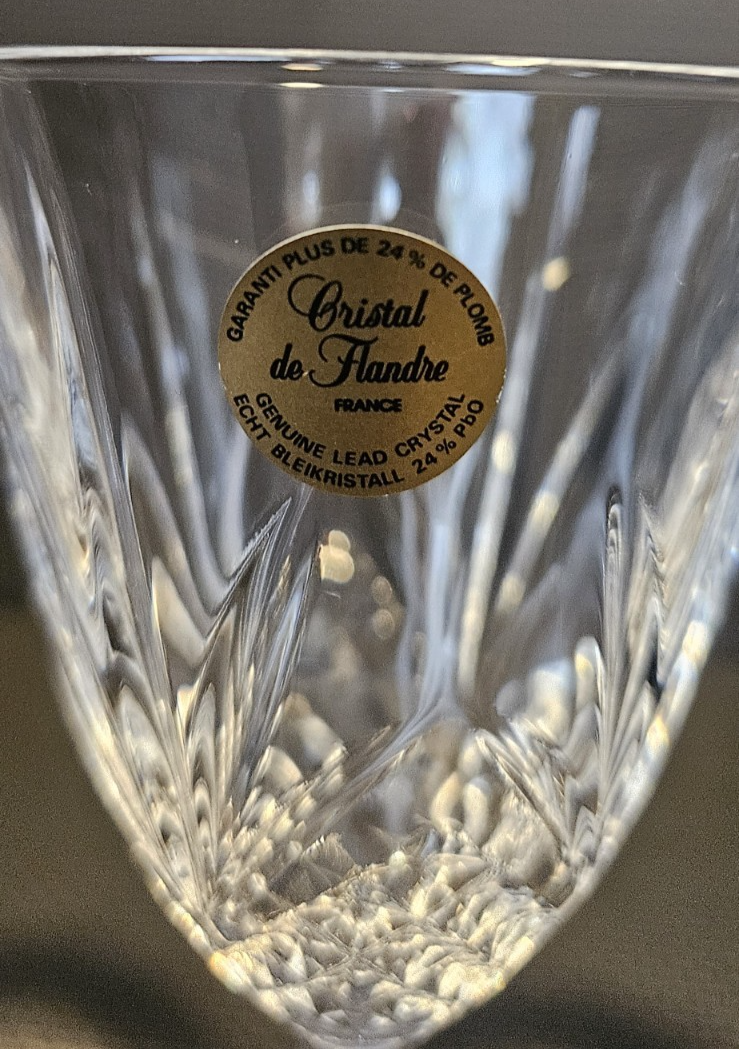 GARANTI PLUS DE 24 % DE PLOMB
Cristal
de Flandre
FRANCE
GENUINE LEAD CRYSTAL
ECHT BLEIKRISTALL 24 % PbO